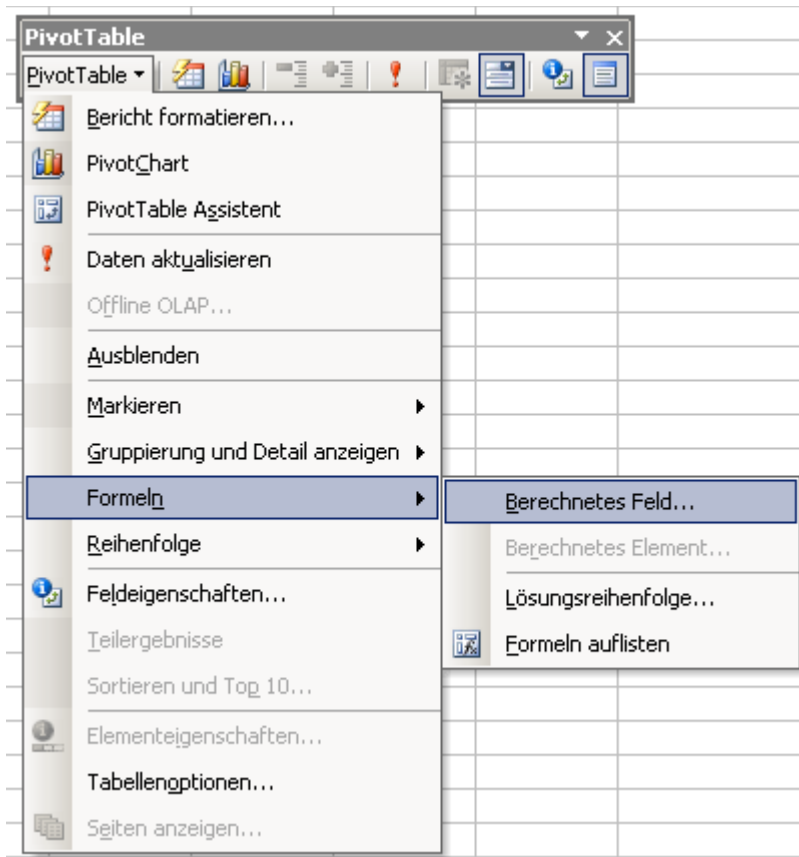 PivotTable
PivotTable
Bericht formatieren...
PivotChart
PivotTable Assistent
Daten aktualisieren
Offline OLAP...
Ausblenden
Markieren
Gruppierung und Detail anzeigen
Formeln
Berechnetes Feld...
Reihenfolge
Berechnetes Element...
Feldeigenschaften...
Lösungsreihenfolge...
Teilergebnisse
Formeln auflisten
Sortieren und Top 10...
Elementeigenschaften...
Tabellenoptionen...
Seiten anzeigen...